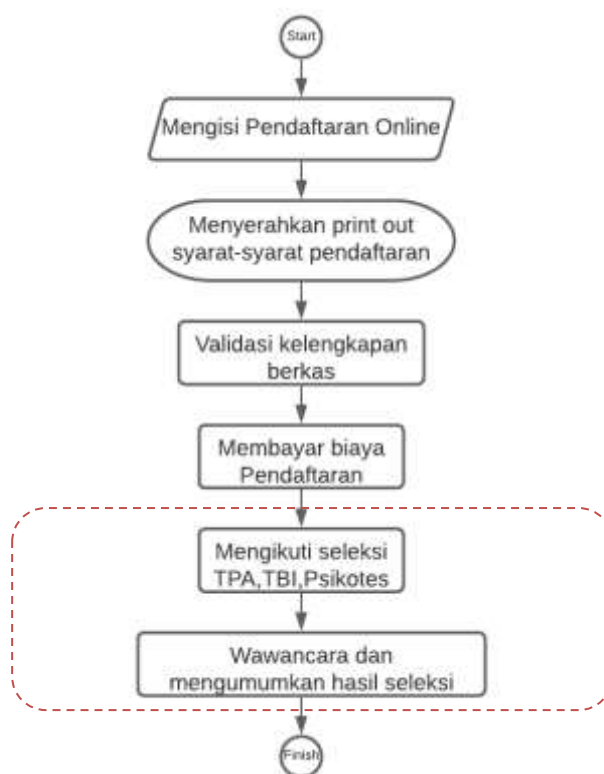 Start
Mengisi Pendaftaran Online
Menyerahkan print out
syarat-syarat pendaftaran
Validasi kelengkapan
berkas
Membayar biaya
Pendaftaran
Mengikuti seleksi
TPA,TBI,Psikotes
Wawancara dan
mengumumkan hasil seleksi
Finish